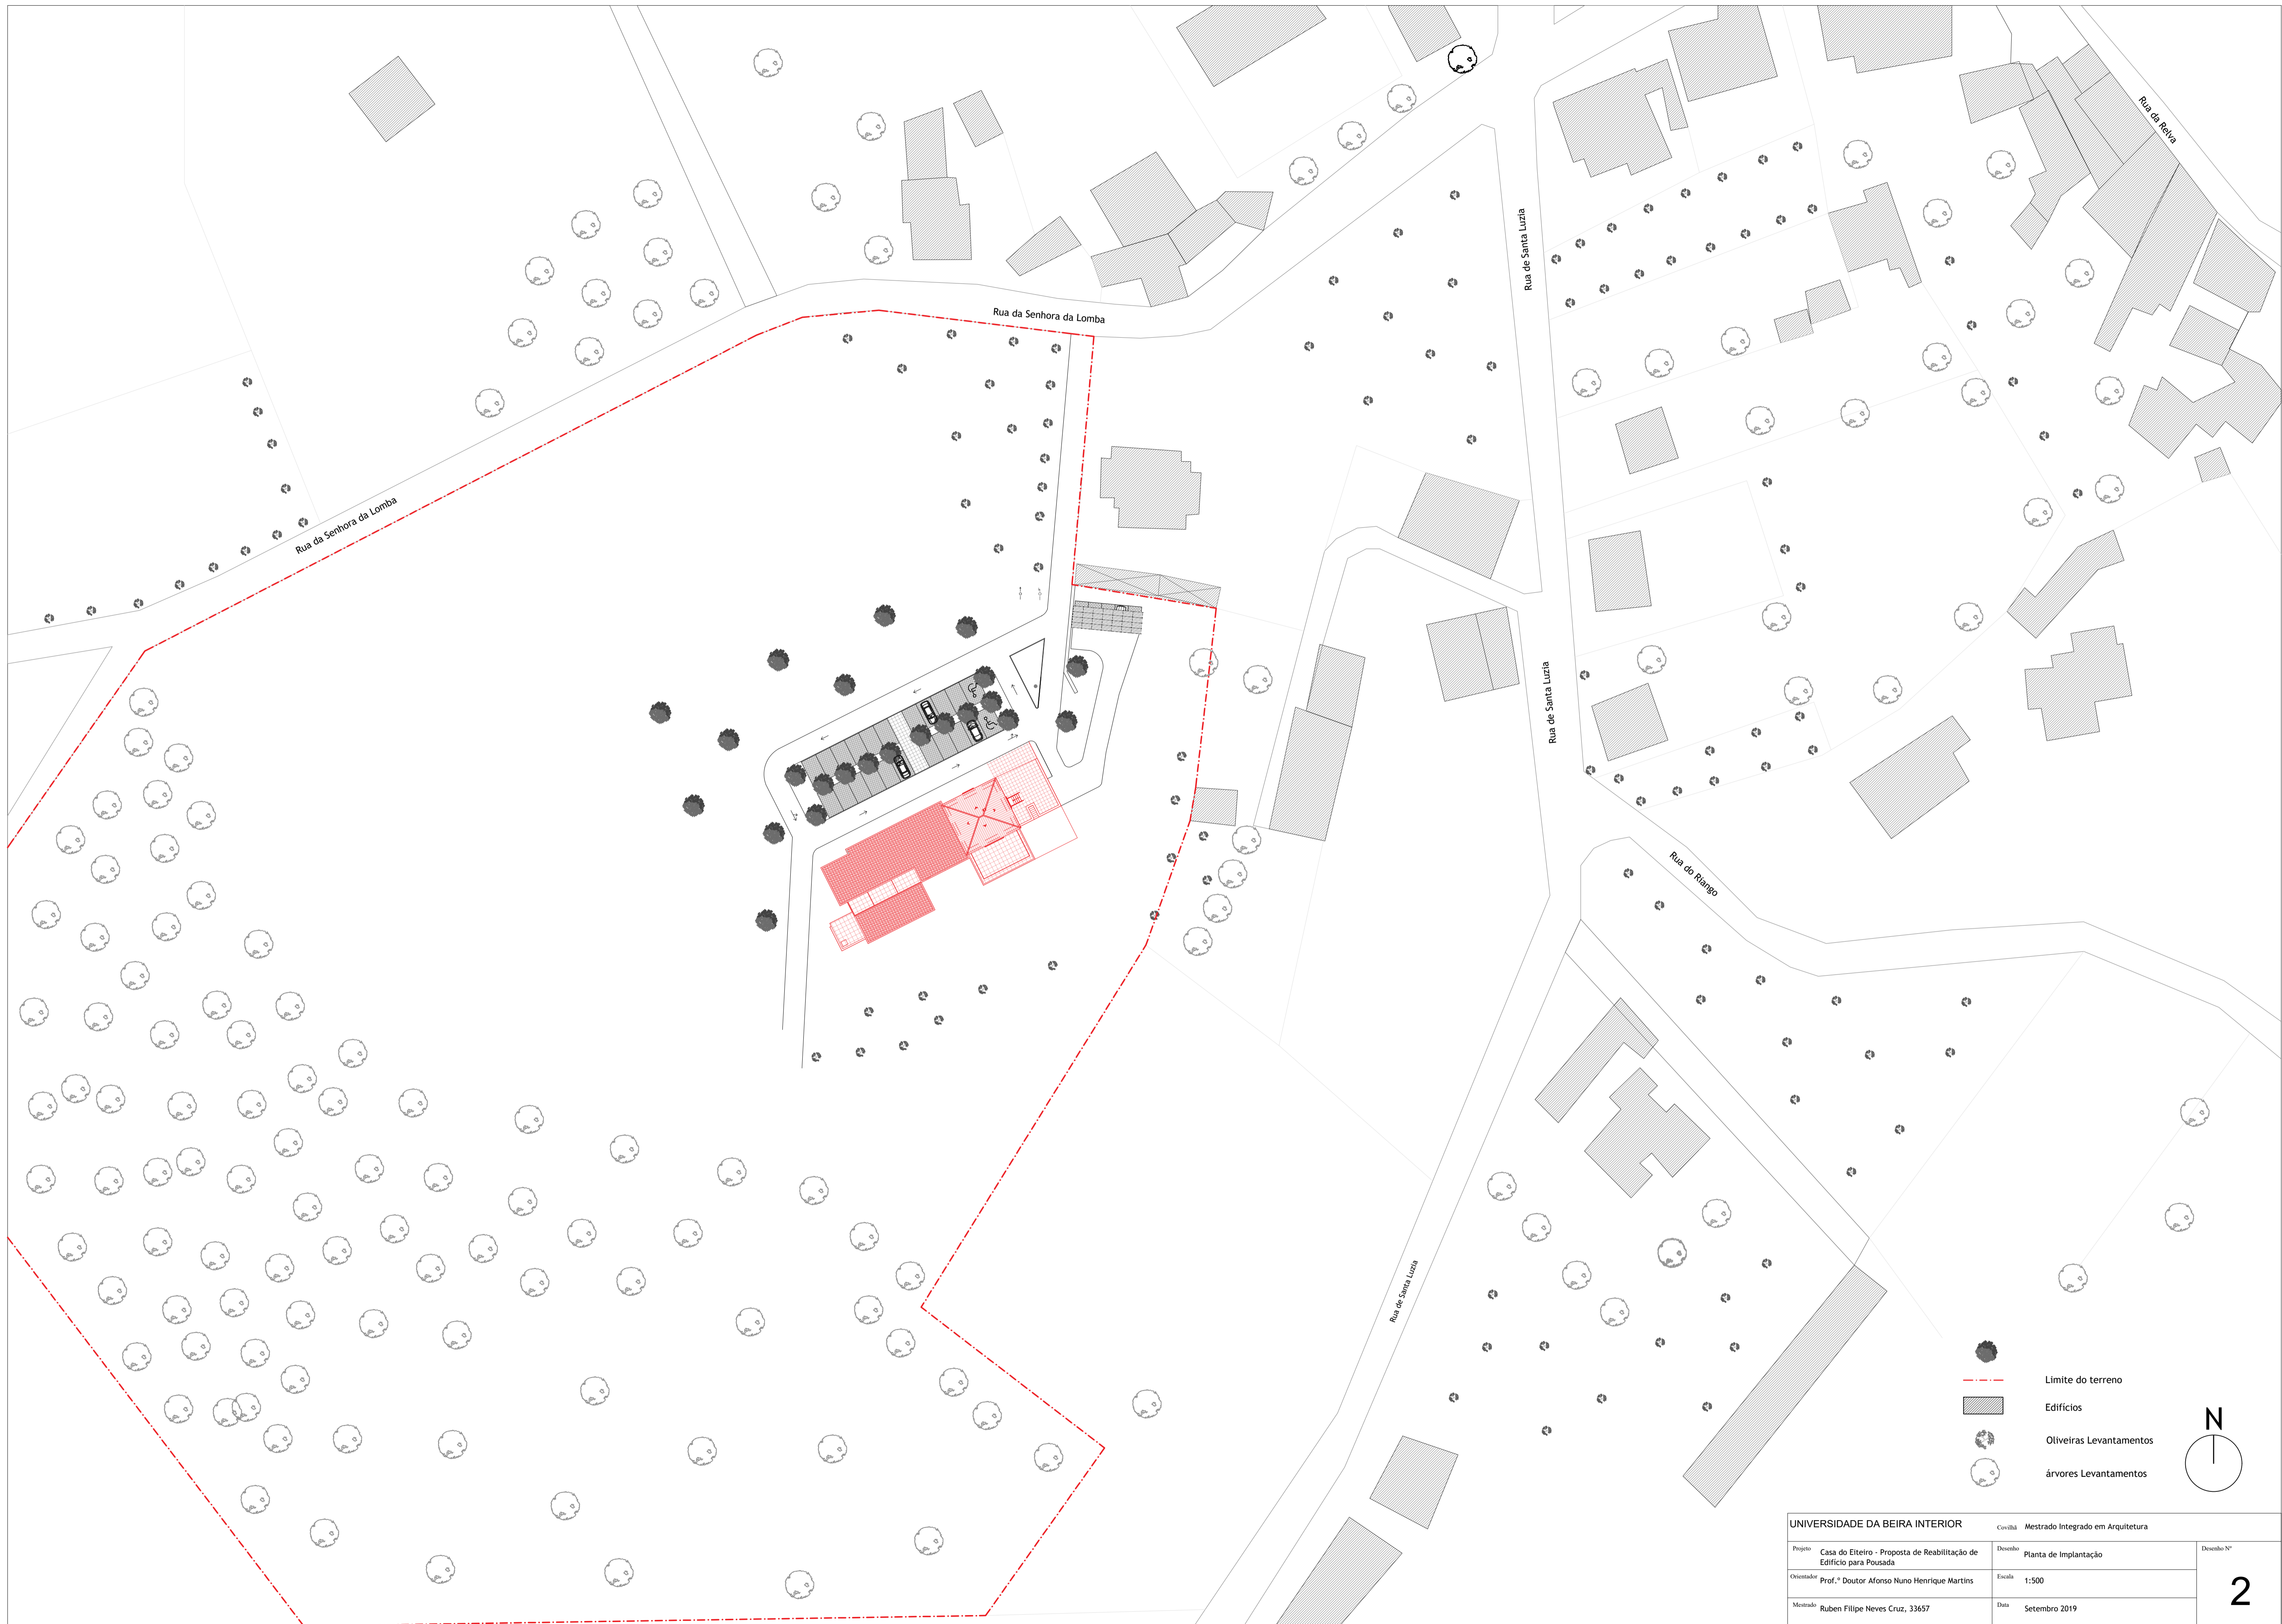 Rua da Relva
Rua de Santa Luzia
Rua da Senhora da Lomba
Rua da Senhora da Lomba
Rua de Santa Luzia
Rua do Riango
Rua de Santa Luzia
Limite do terreno
Edifícios
Oliveiras Levantamentos
árvores Levantamentos
N
UNIVERSIDADE DA BEIRA INTERIOR
Covilhã Mestrado Integrado em Arquitetura
Projeto Casa do Eiteiro - Proposta de Reabilitação de
Edifício para Pousada
Desenho Planta de Implantação
Desenho Nº
2
Orientador Prof.º Doutor Afonso Nuno Henrique Martins
Escala 1:500
Mestrado Ruben Filipe Neves Cruz, 33657
Data Setembro 2019